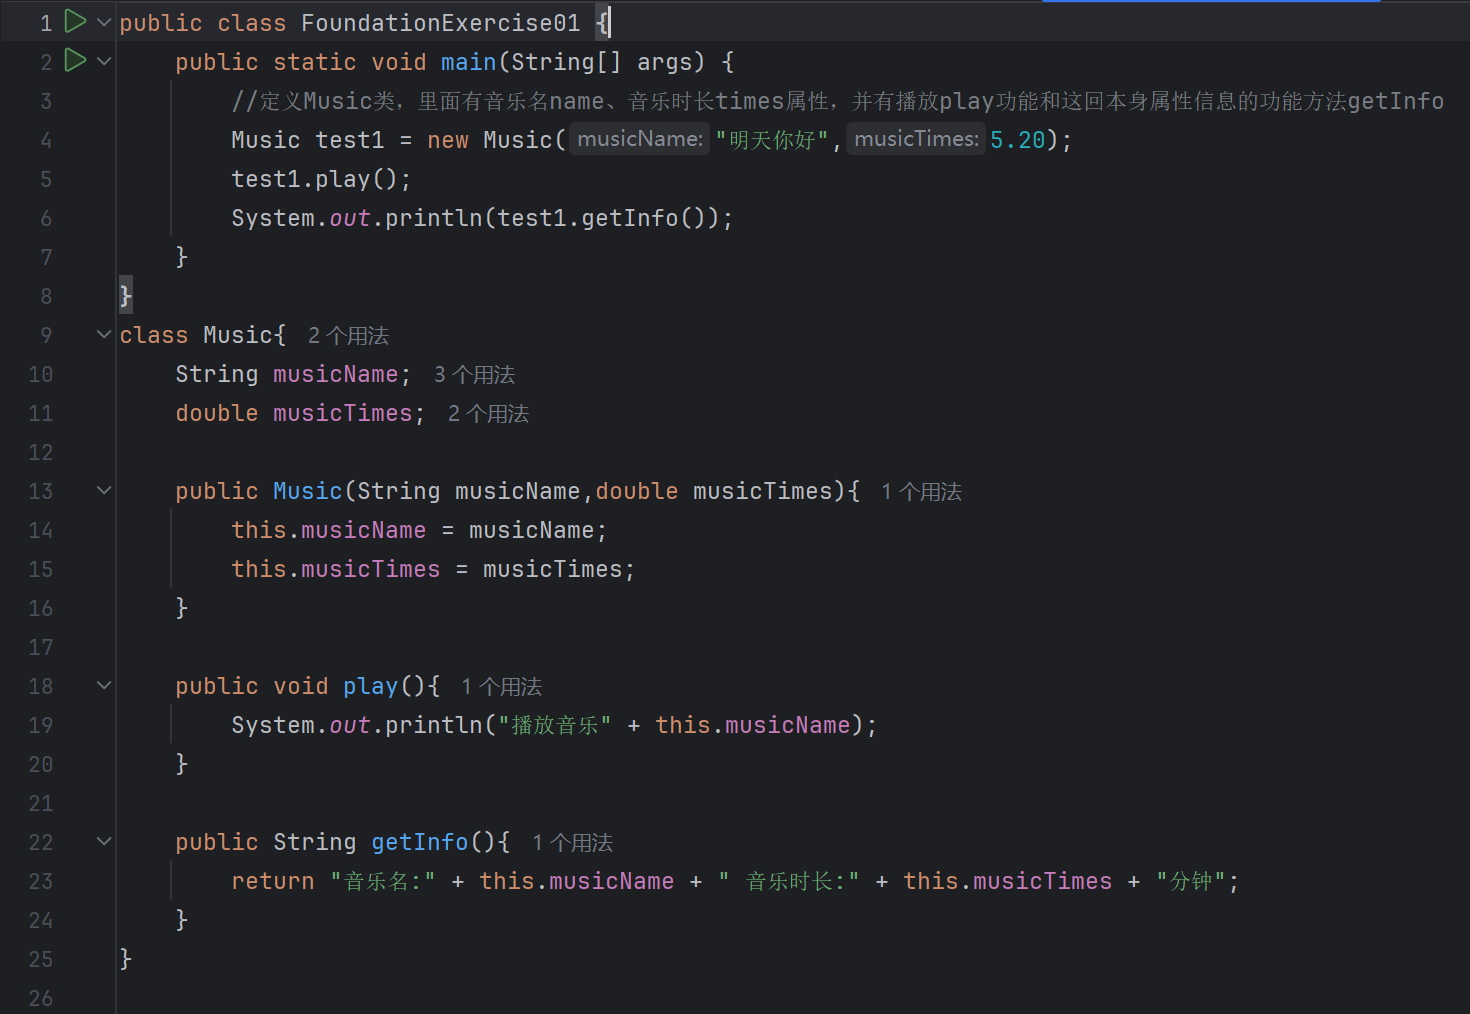 1 public class FoundationExercise01 {
2 public static void main(String[] args) {
3 //定义Music类，里面有音乐名name、音乐时长times属性，并有播放play功能和这回本身属性信息的功能方法getInfo
4 Music test1 = new Music( musicName: "明天你好", musicTimes: 5.20);
5 test1.play();
6 System.out.println(test1.getInfo());
7 }
8 }
9 class Music{ 2 个用法
10 String musicName; 3 个用法
11 double musicTimes; 2 个用法
12
13 public Music(String musicName,double musicTimes){ 1 个用法
14 this.musicName = musicName;
15 this.musicTimes = musicTimes;
16 }
17
18 public void play(){ 1 个用法
19 System.out.println("播放音乐" + this.musicName);
20 }
21
22 public String getInfo(){ 1 个用法
23 return "音乐名:" + this.musicName + " 音乐时长:" + this.musicTimes + "分钟";
24 }
25 }
26